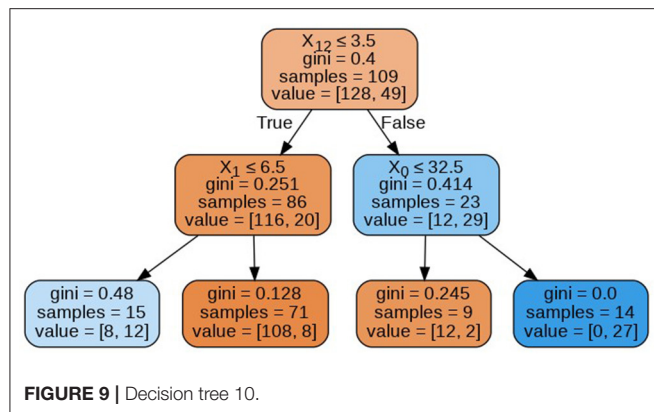 X12 ≤ 3.5
gini = 0.4
samples = 109
value = [128, 49]
True
False
X1 ≤ 6.5
gini = 0.251
samples = 86
value = [116, 20]
X0 ≤ 32.5
gini = 0.414
samples = 23
value = [12, 29]
gini = 0.48
samples = 15
value = [8, 12]
gini = 0.128
samples = 71
value = [108, 8]
gini = 0.245
samples = 9
value = [12, 2]
gini = 0.0
samples = 14
value = [0, 27]
FIGURE 9 | Decision tree 10.